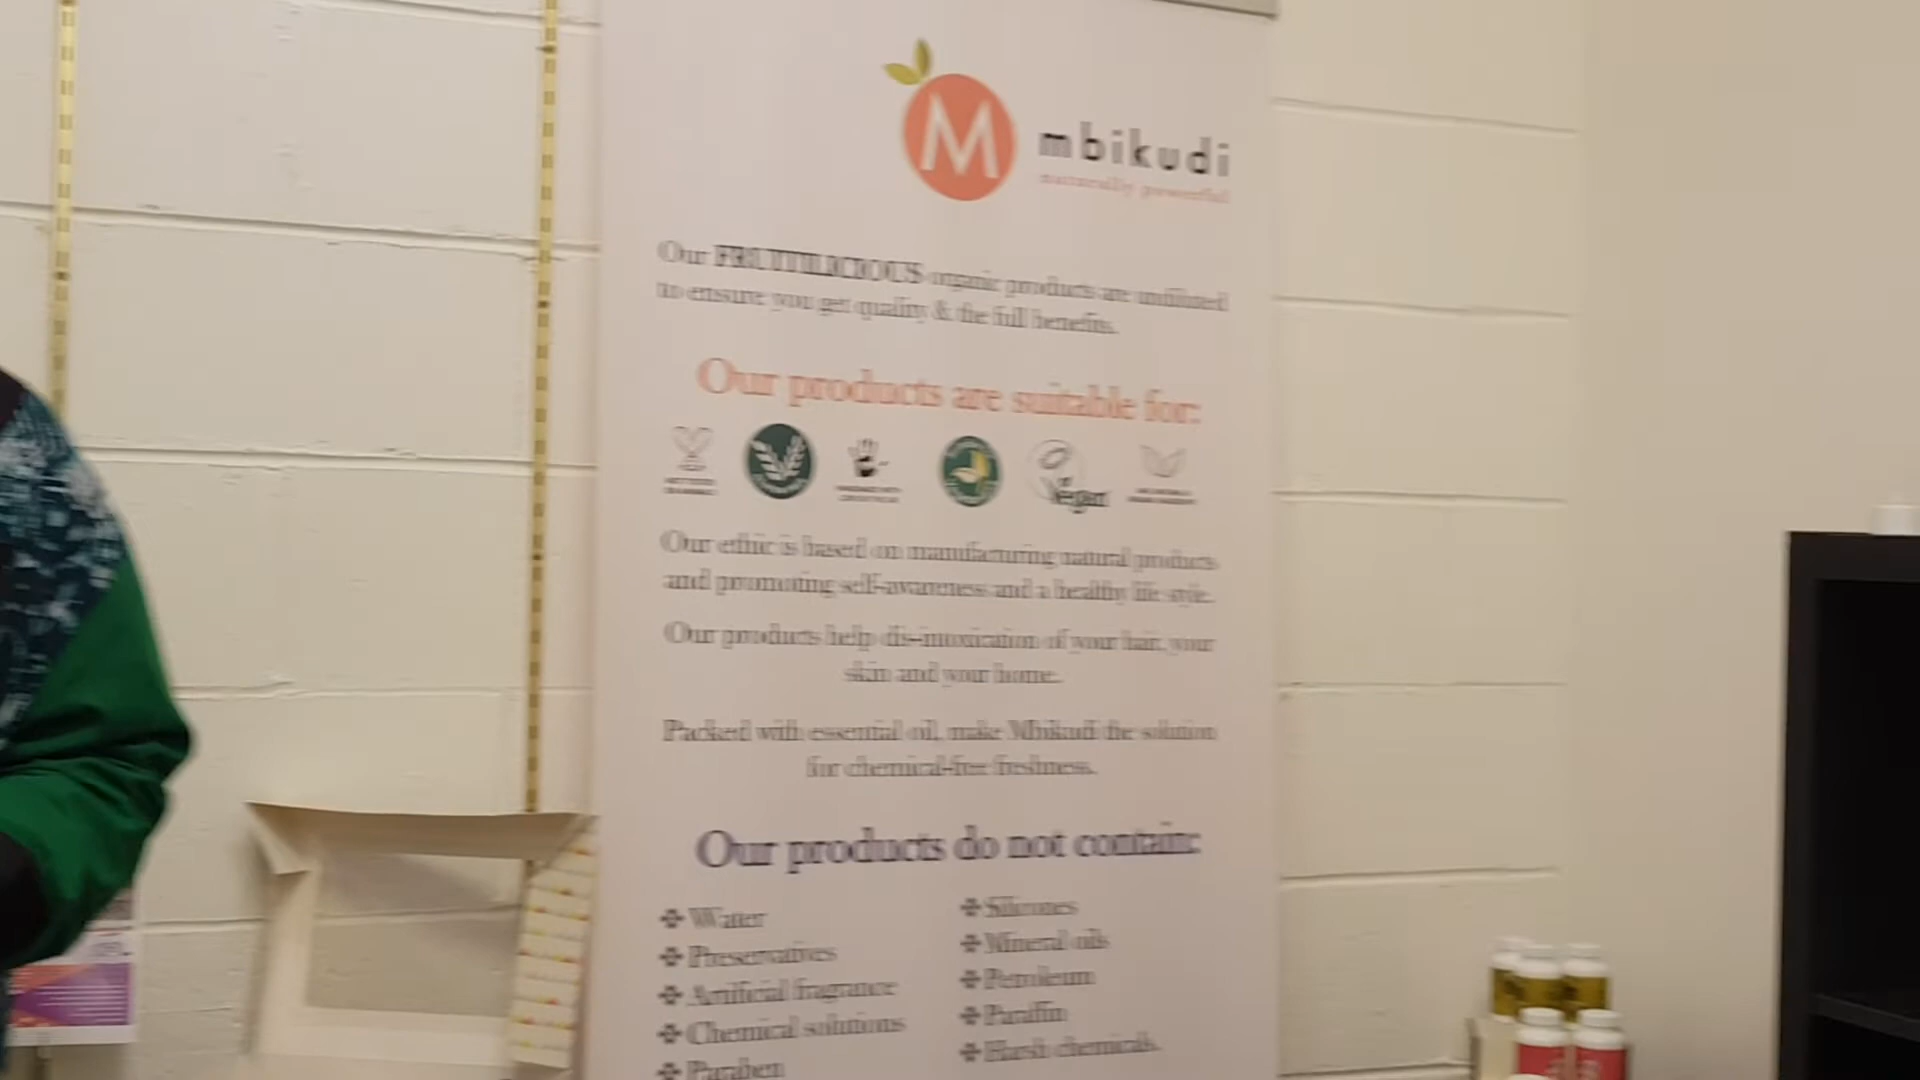 M
mbikudi
naturally powerful
Our FRUITILICIOUS organic products are undiluted
to ensure you get quality & the full benefits.
Our products are suitable for:
Vegan
Our ethic is based on manufacturing natural products
and promoting self-awareness and a healthy life style.
Our products help dis-intoxication of your hair, your
skin and your home.
Packed with essential oil, make Mbikudi the solution
for chemical-free freshness.
Our products do not contain:
Water
Preservatives
Artificial fragrance
Chemical solutions
Paraben
Silicones
Mineral oils
Petroleum
Paraffin
Harsh chemicals.